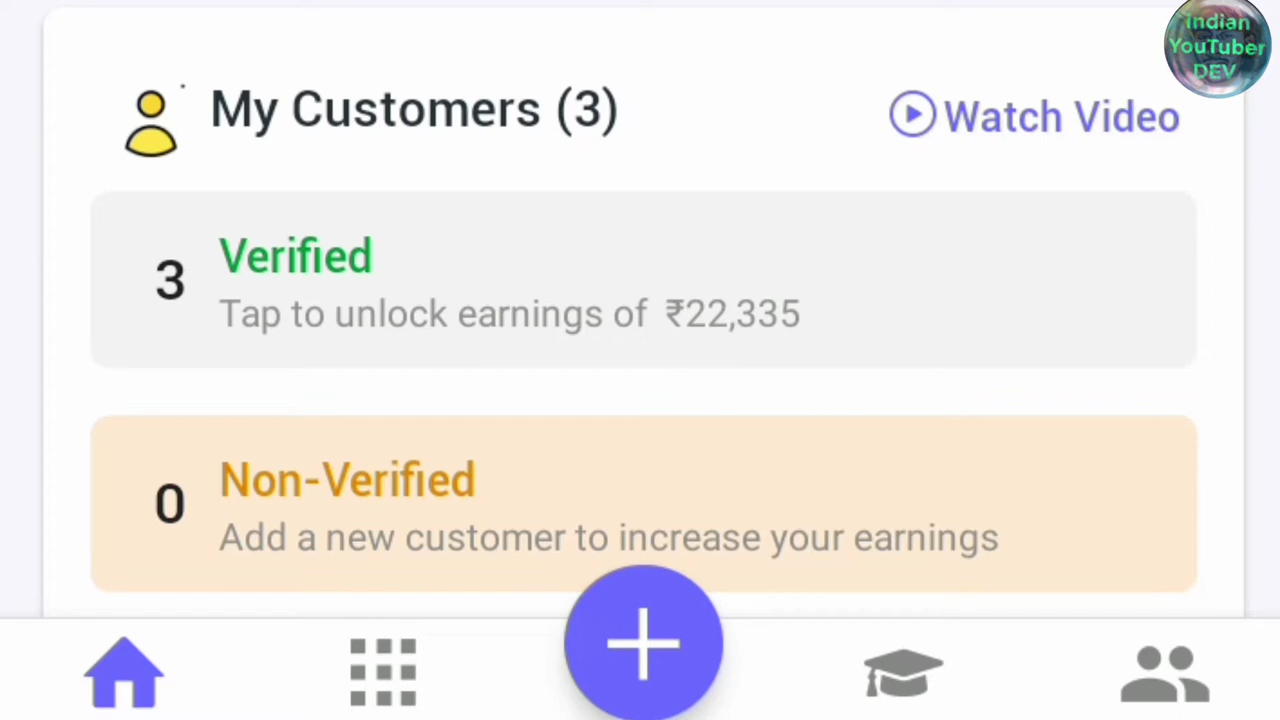 Indian
YouTuber
DEV
My Customers (3)
Watch Video
3
Verified
Tap to unlock earnings of ₹22,335
0
Non-Verified
Add a new customer to increase your earnings